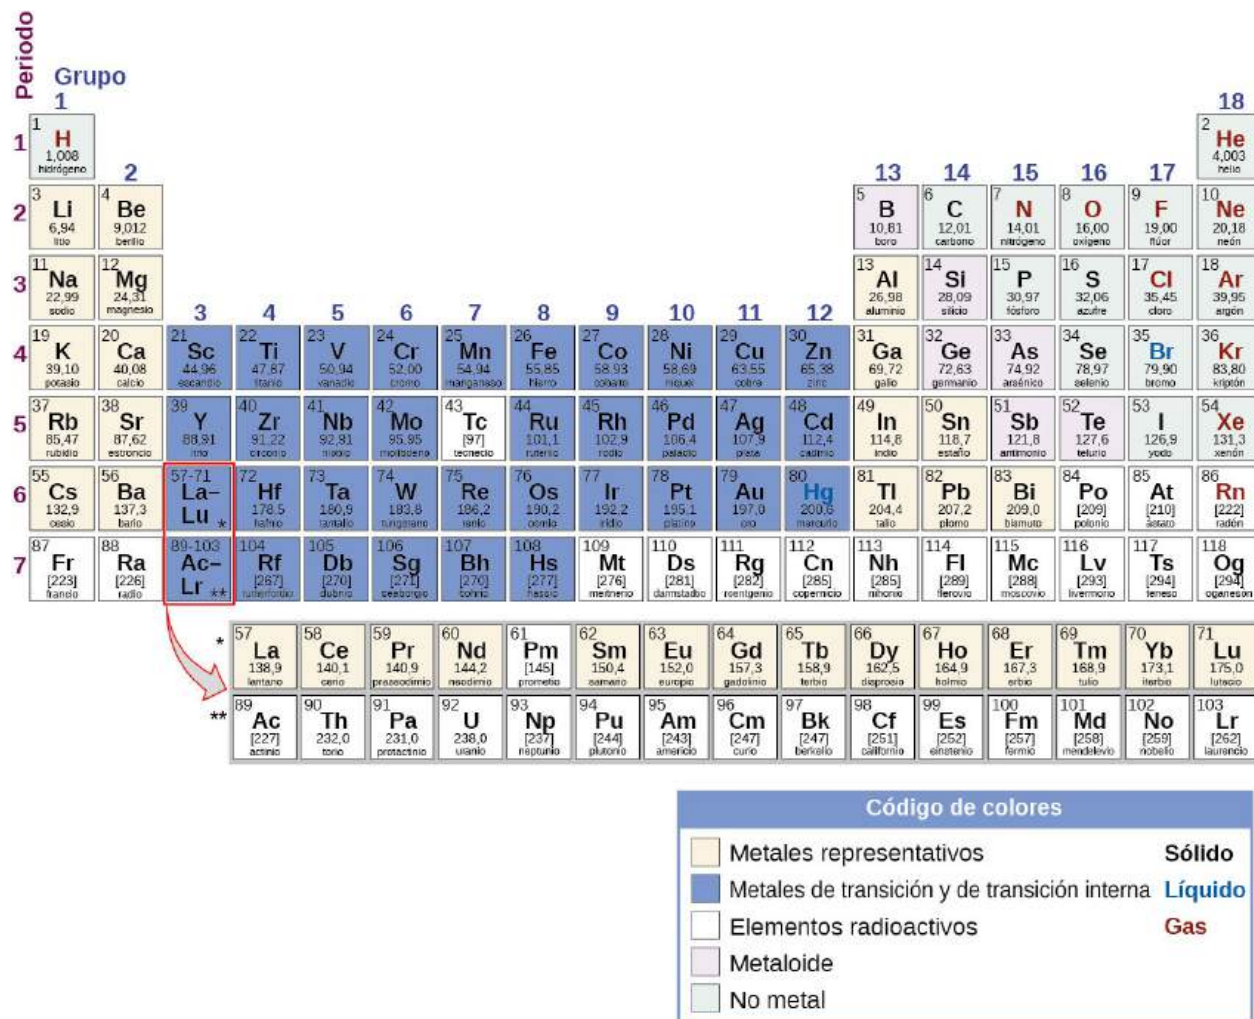 Periodo
Grupo
1 18
1 2
1 H He
1,008 4,003
hidrógeno helio
2 13 14 15 16 17
3 4 5 6 7 8 9 10
2 Li Be B C N O F Ne
6,94 9,012 10,81 12,01 14,01 16,00 19,00 20,18
litio berilio boro carbono nitrógeno oxígeno flúor neón
11 12 13 14 15 16 17 18
3 Na Mg Al Si P S Cl Ar
22,99 24,31 26,98 28,09 30,97 32,06 35,45 39,95
sodio magnesio aluminio silicio fósforo azufre cloro argón
3 4 5 6 7 8 9 10 11 12
19 20 21 22 23 24 25 26 27 28 29 30 31 32 33 34 35 36
4 K Ca Sc Ti V Cr Mn Fe Co Ni Cu Zn Ga Ge As Se Br Kr
39,10 40,08 44,96 47,87 50,94 52,00 54,94 55,85 58,93 58,69 63,55 65,38 69,72 72,63 74,92 78,97 79,90 83,80
potasio calcio escandio titanio vanadio cromo manganeso hierro cobalto níquel cobre zinc galio germanio arsénico selenio bromo kriptón
37 38 39 40 41 42 43 44 45 46 47 48 49 50 51 52 53 54
5 Rb Sr Y Zr Nb Mo Tc Ru Rh Pd Ag Cd In Sn Sb Te I Xe
85,47 87,62 88,91 91,22 92,91 95,95 [97] 101,1 102,9 106,4 107,9 112,4 114,8 118,7 121,8 127,6 126,9 131,3
rubidio estroncio itrio circonio niobio molibdeno tecnecio rutenio rodio paladio plata cadmio indio estaño antimonio telurio yodo xenón
55 56 57-71 72 73 74 75 76 77 78 79 80 81 82 83 84 85 86
6 Cs Ba La–Lu * Hf Ta W Re Os Ir Pt Au Hg Tl Pb Bi Po At Rn
132,9 137,3 178,5 180,9 183,8 186,2 190,2 192,2 195,1 197,0 200,6 204,4 207,2 209,0 [209] [210] [222]
cesio bario hafnio tantalio tungsteno renio osmio iridio platino oro mercurio talio plomo bismuto polonio ástato radón
87 88 89-103 104 105 106 107 108 109 110 111 112 113 114 115 116 117 118
7 Fr Ra Ac–Lr ** Rf Db Sg Bh Hs Mt Ds Rg Cn Nh Fl Mc Lv Ts Og
[223] [226] [267] [270] [271] [270] [277] [276] [281] [282] [285] [285] [289] [288] [293] [294] [294]
francio radio rutherfordio dubnio seaborgio bohrio hassio meitnerio roentgenio copernicio nihonio flerovio moscovio livermorio teneso oganesón
57 58 59 60 61 62 63 64 65 66 67 68 69 70 71
* La Ce Pr Nd Pm Sm Eu Gd Tb Dy Ho Er Tm Yb Lu
138,9 140,1 140,9 144,2 [145] 150,4 152,0 157,3 158,9 162,5 164,9 167,3 168,9 173,1 175,0
lantano cerio praseodimio neodimio prometio samario europio gadolinio terbio disprosio holmio erbio tulio iterbio lutecio
89 90 91 92 93 94 95 96 97 98 99 100 101 102 103
** Ac Th Pa U Np Pu Am Cm Bk Cf Es Fm Md No Lr
[227] 232,0 231,0 238,0 [237] [244] [243] [247] [247] [251] [252] [257] [258] [259] [262]
actinio torio protactinio uranio neptunio plutonio americio curio berkelio californio einstenio fermio mendelevio nobelio laurencio
Código de colores
Metales representativos Sólido
Metales de transición y de transición interna Líquido
Elementos radioactivos Gas
Metaloide
No metal